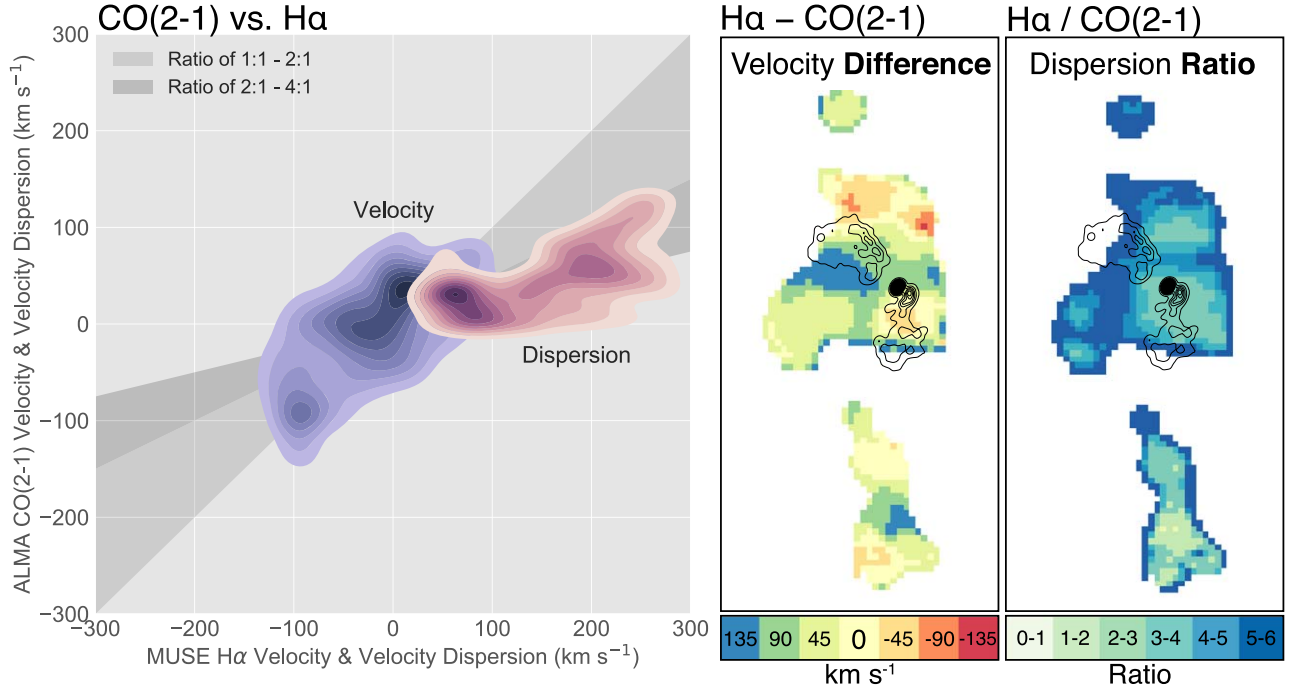 CO(2-1) vs. Hα
Hα – CO(2-1)
Hα / CO(2-1)
300
200
100
0
−100
−200
−300
ALMA CO(2-1) Velocity & Velocity Dispersion (km s⁻¹)
Ratio of 1:1 - 2:1
Ratio of 2:1 - 4:1
Velocity
Dispersion
−300
−200
−100
0
100
200
300
MUSE Hα Velocity & Velocity Dispersion (km s⁻¹)
Velocity Difference
135 90 45 0 -45 -90 -135
km s⁻¹
Dispersion Ratio
0-1 1-2 2-3 3-4 4-5 5-6
Ratio